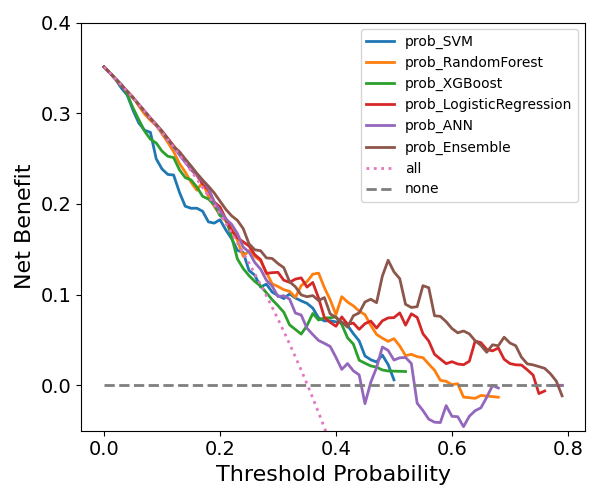 0.4
0.3
0.2
0.1
0.0
Net Benefit
prob_SVM
prob_RandomForest
prob_XGBoost
prob_LogisticRegression
prob_ANN
prob_Ensemble
all
none
0.0 0.2 0.4 0.6 0.8
Threshold Probability